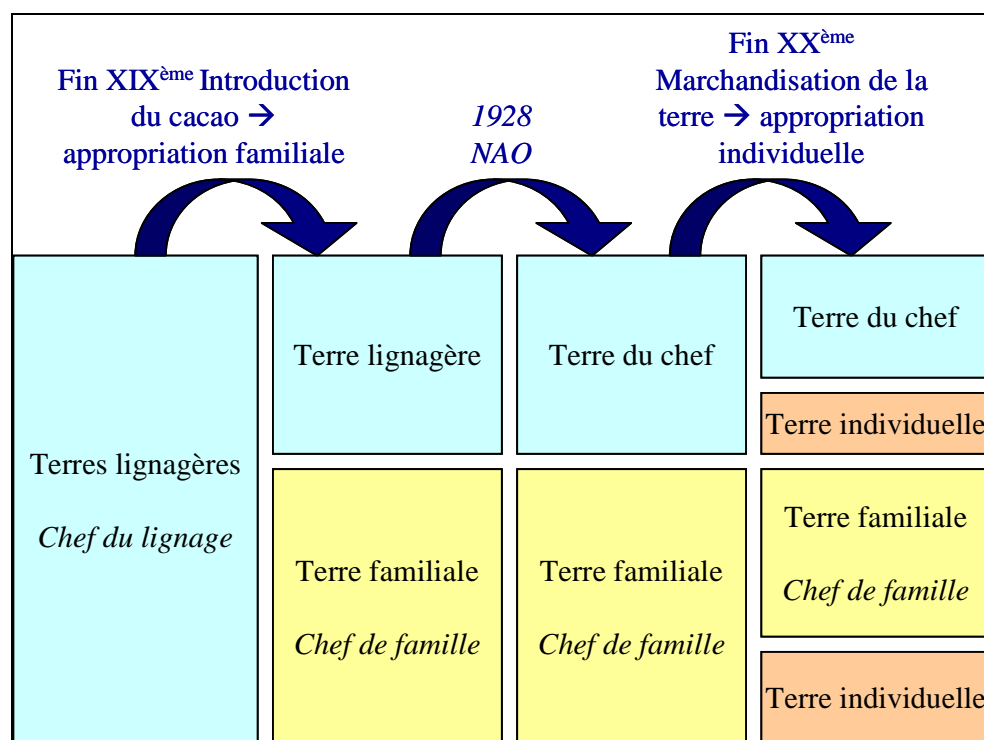 Fin XIXème Introduction
du cacao →
appropriation familiale
1928
NAO
Fin XXème
Marchandisation de la
terre → appropriation
individuelle
Terres lignagères
Chef du lignage
Terre lignagère
Terre familiale
Chef de famille
Terre du chef
Terre familiale
Chef de famille
Terre du chef
Terre individuelle
Terre familiale
Chef de famille
Terre individuelle